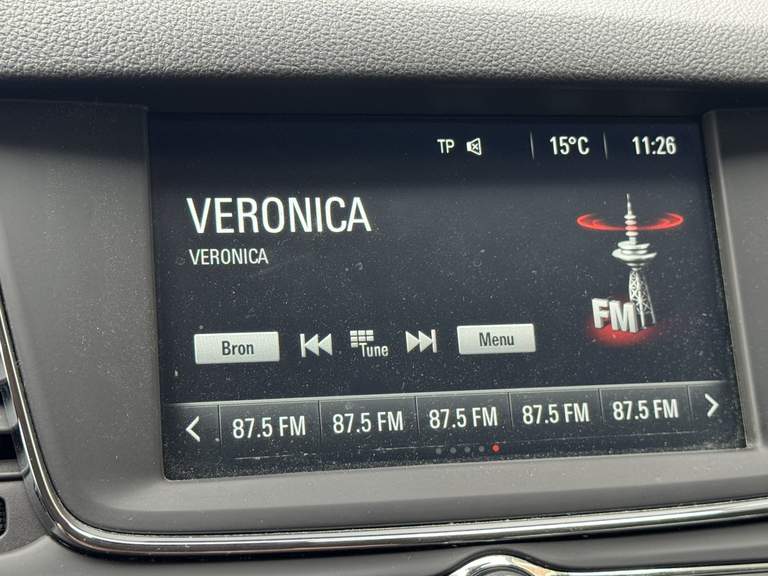 TP 15°C 11:26
VERONICA
VERONICA
FM
Bron Tune Menu
87.5 FM 87.5 FM 87.5 FM 87.5 FM 87.5 FM